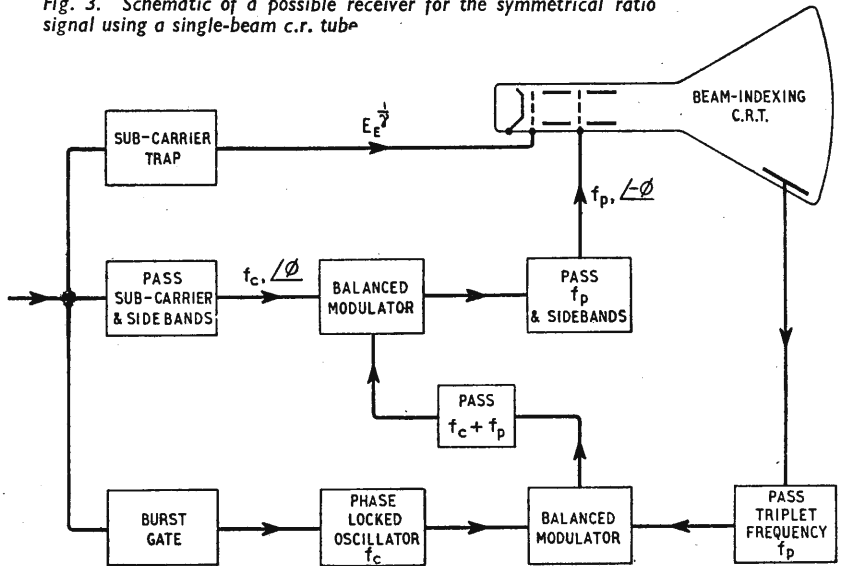 Fig. 3. Schematic of a possible receiver for the symmetrical ratio
signal using a single-beam c.r. tube
BEAM-INDEXING
C.R.T.
SUB-CARRIER
TRAP
E_E^{1/γ}
f_p, ∠-Ø
PASS
SUB-CARRIER
& SIDEBANDS
f_c, ∠Ø
BALANCED
MODULATOR
PASS
f_p
& SIDEBANDS
PASS
f_c + f_p
BURST
GATE
PHASE
LOCKED
OSCILLATOR
f_c
BALANCED
MODULATOR
PASS
TRIPLET
FREQUENCY
f_p